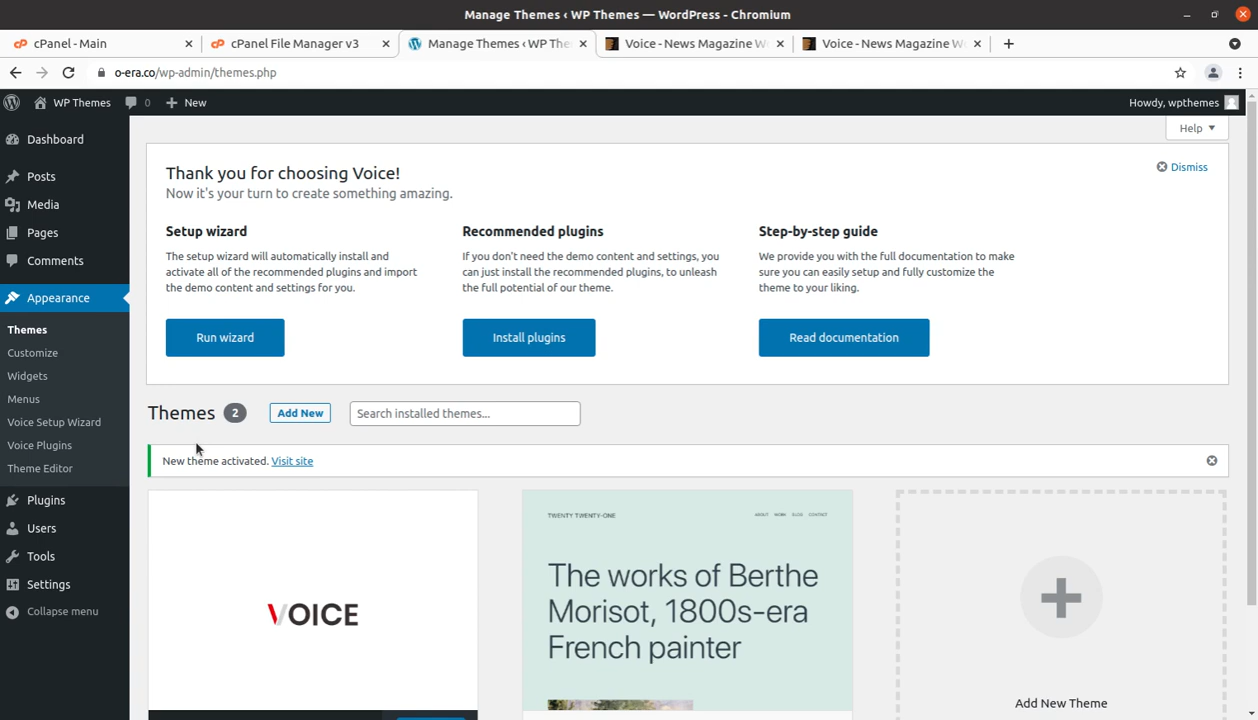 Manage Themes ‹ WP Themes — WordPress - Chromium
cPanel - Main
cPanel File Manager v3
Manage Themes ‹ WP The
Voice - News Magazine W
Voice - News Magazine W
o-era.co/wp-admin/themes.php
WP Themes
0
New
Howdy, wpthemes
Help
Dashboard
Posts
Media
Pages
Comments
Appearance
Themes
Customize
Widgets
Menus
Voice Setup Wizard
Voice Plugins
Theme Editor
Plugins
Users
Tools
Settings
Collapse menu
Thank you for choosing Voice!
Dismiss
Now it's your turn to create something amazing.
Setup wizard
The setup wizard will automatically install and
activate all of the recommended plugins and import
the demo content and settings for you.
Run wizard
Recommended plugins
If you don't need the demo content and settings, you
can just install the recommended plugins, to unleash
the full potential of our theme.
Install plugins
Step-by-step guide
We provide you with the full documentation to make
sure you can easily setup and fully customize the
theme to your liking.
Read documentation
Themes 2 Add New Search installed themes...
New theme activated. Visit site
VOICE
TWENTY TWENTY-ONE
ABOUT WORK BLOG CONTACT
The works of Berthe
Morisot, 1800s-era
French painter
Add New Theme